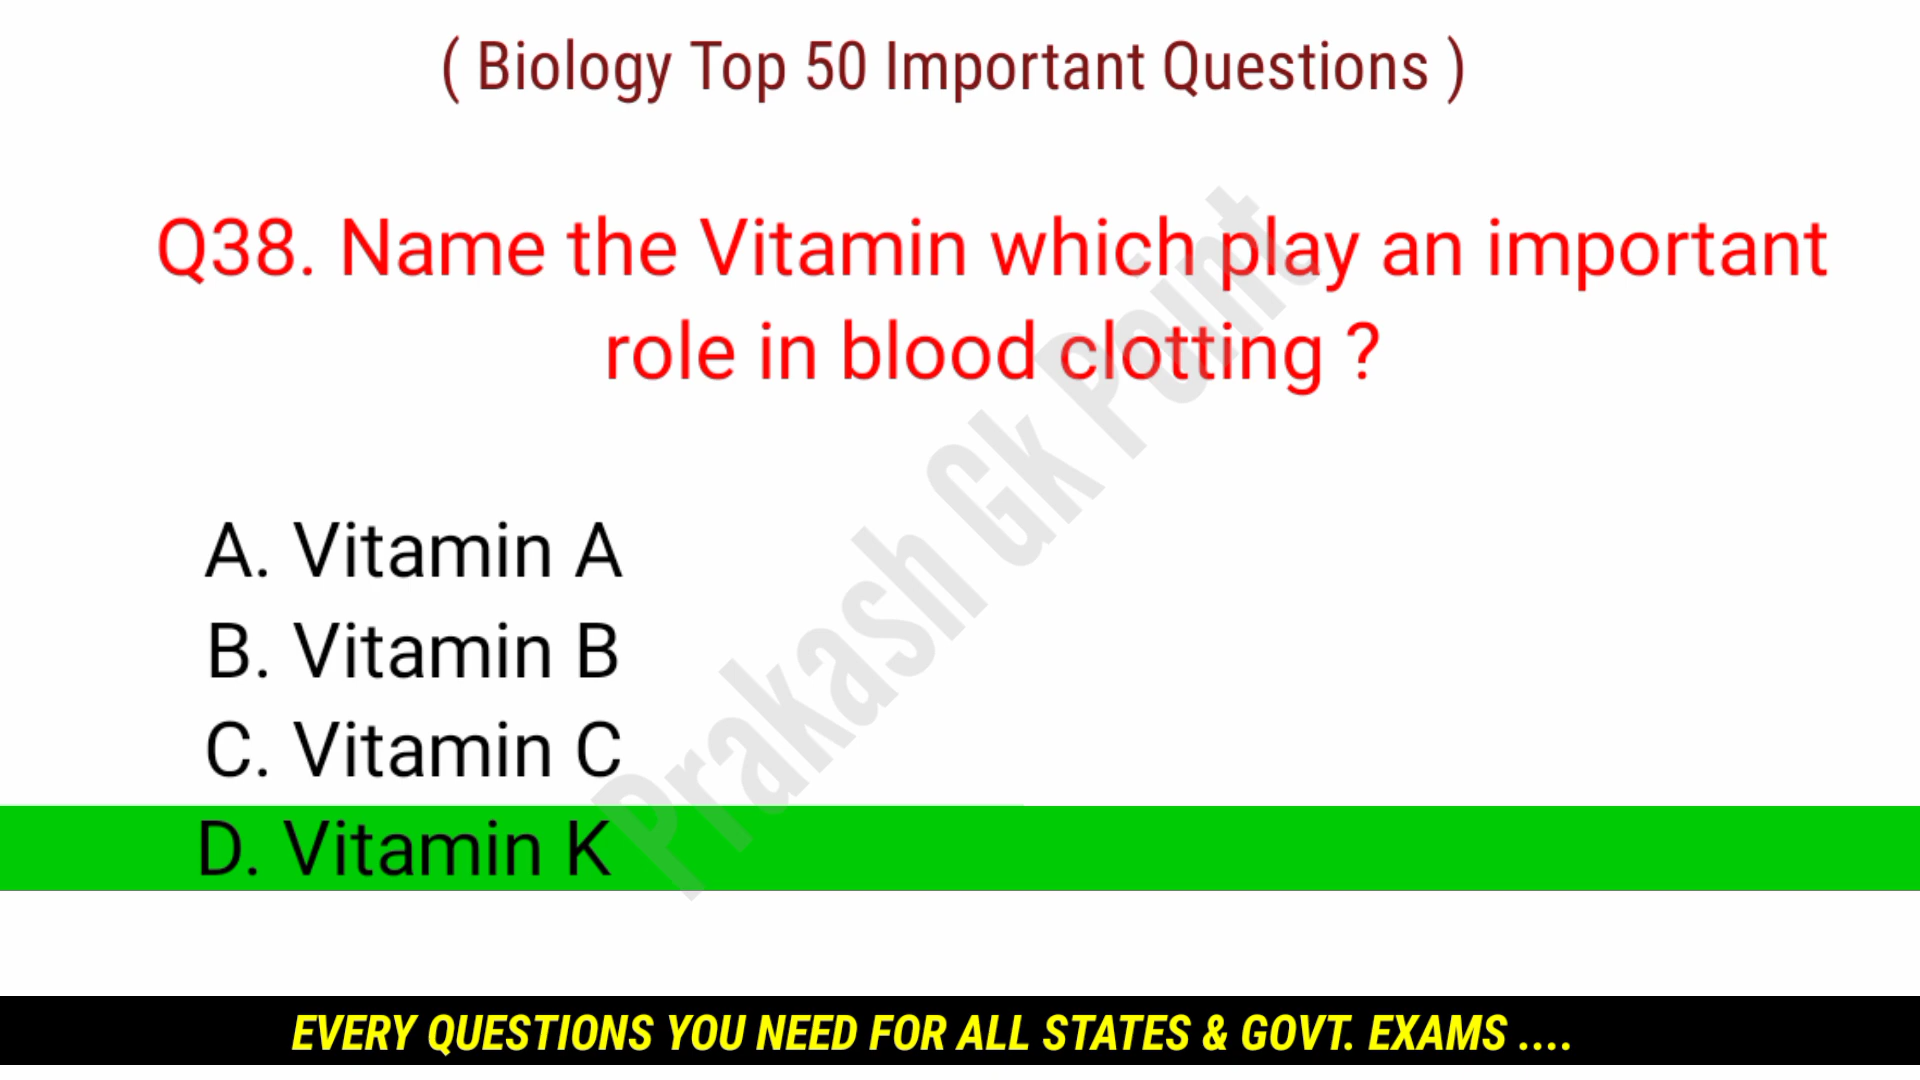 ( Biology Top 50 Important Questions )
Q38. Name the Vitamin which play an important
role in blood clotting ?
A. Vitamin A
B. Vitamin B
C. Vitamin C
D. Vitamin K
Prakash Gk Point
EVERY QUESTIONS YOU NEED FOR ALL STATES & GOVT. EXAMS ....